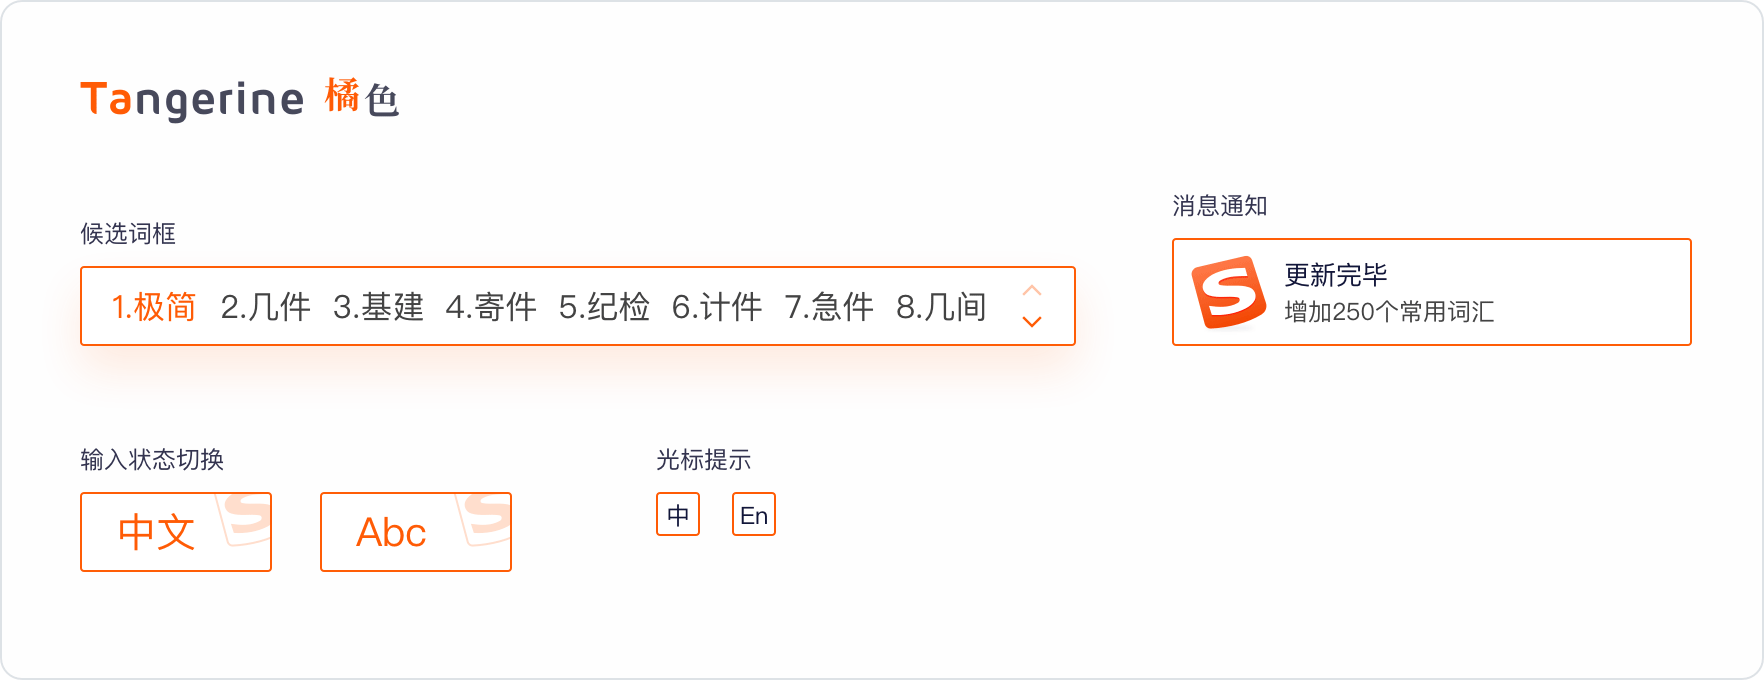 Tangerine 橘色
候选词框
1.极简 2.几件 3.基建 4.寄件 5.纪检 6.计件 7.急件 8.几间
消息通知
更新完毕
增加250个常用词汇
输入状态切换
中文 Abc
光标提示
中 En